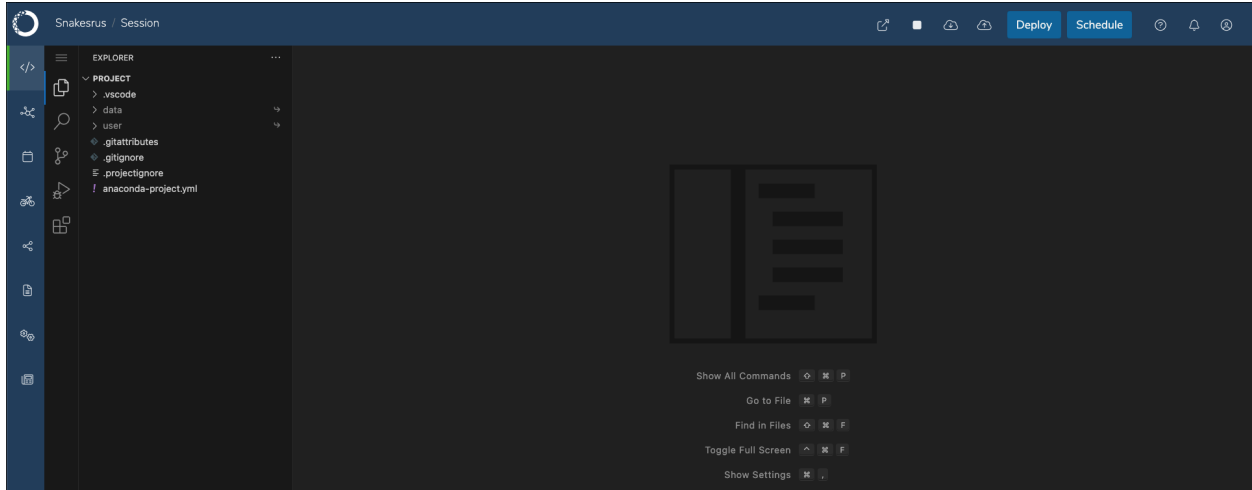 Snakesrus / Session
Deploy
Schedule
EXPLORER
PROJECT
.vscode
data
user
.gitattributes
.gitignore
.projectignore
! anaconda-project.yml
Show All Commands ⇧ ⌘ P
Go to File ⌘ P
Find in Files ⇧ ⌘ F
Toggle Full Screen ^ ⌘ F
Show Settings ⌘ ,